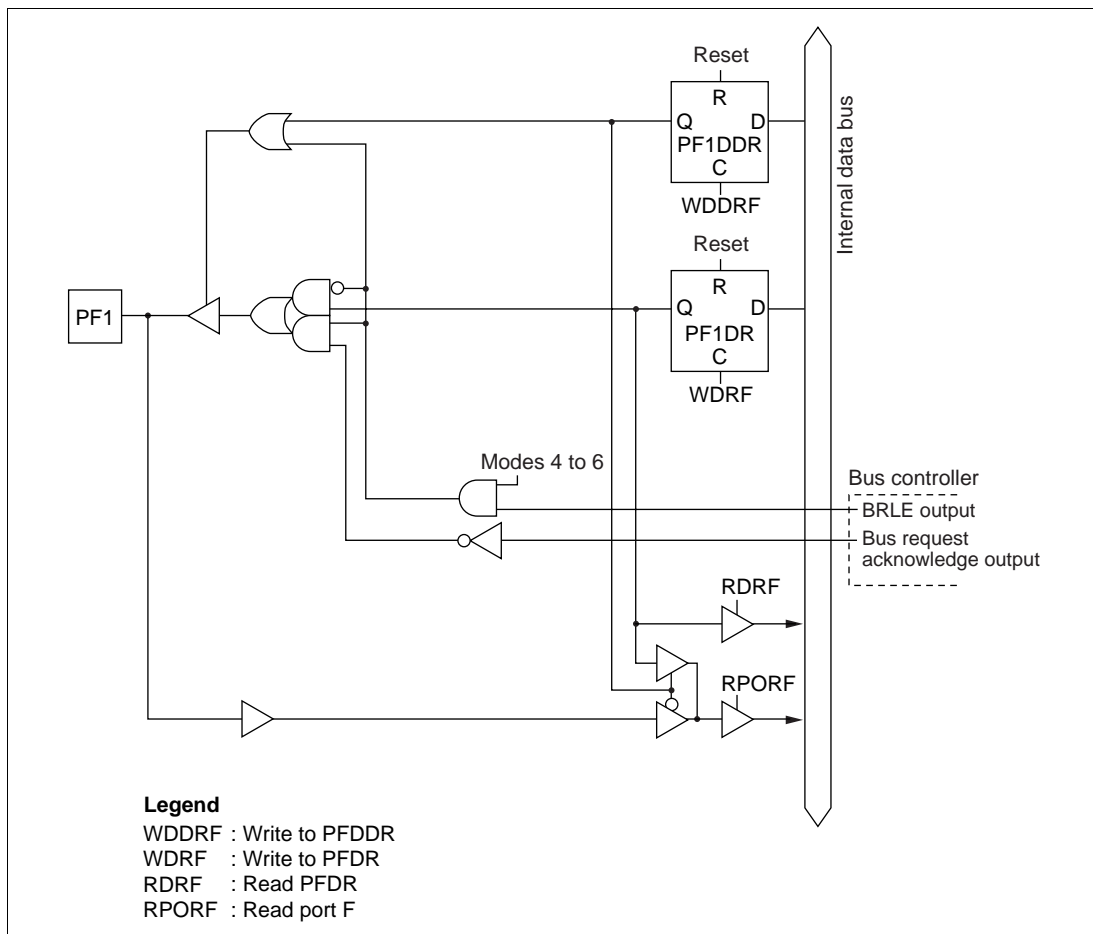 Reset
R
Q D
PF1DDR
C
WDDRF
Internal data bus
Reset
R
Q D
PF1DR
C
WDRF
PF1
Modes 4 to 6
Bus controller
BRLE output
Bus request
acknowledge output
RDRF
RPORF
Legend
WDDRF : Write to PFDDR
WDRF : Write to PFDR
RDRF : Read PFDR
RPORF : Read port F